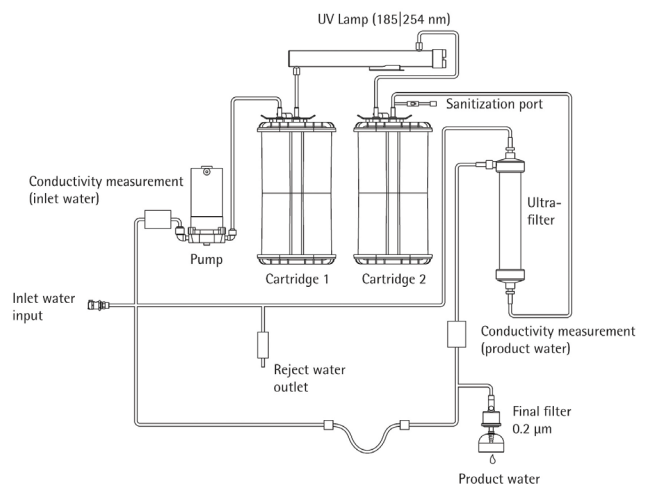 UV Lamp (185|254 nm)
Sanitization port
Conductivity measurement
(inlet water)
Ultra-
filter
Pump
Cartridge 1
Cartridge 2
Inlet water
input
Conductivity measurement
(product water)
Reject water
outlet
Final filter
0.2 µm
Product water